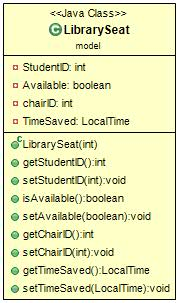 <<Java Class>>
C LibrarySeat
model
StudentID: int
Available: boolean
chairID: int
TimeSaved: LocalTime
C LibrarySeat(int)
getStudentID():int
setStudentID(int):void
isAvailable():boolean
setAvailable(boolean):void
getChairID():int
setChairID(int):void
getTimeSaved():LocalTime
setTimeSaved(LocalTime):void